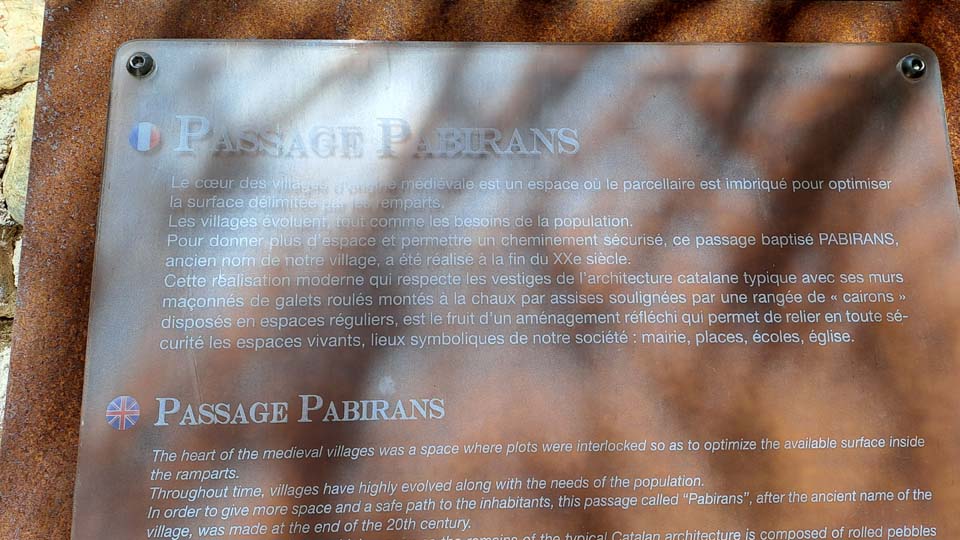 PASSAGE PABIRANS
Le cœur des villages d'origine médiévale est un espace où le parcellaire est imbriqué pour optimiser
la surface délimitée par les remparts.
Les villages évoluent, tout comme les besoins de la population.
Pour donner plus d'espace et permettre un cheminement sécurisé, ce passage baptisé PABIRANS,
ancien nom de notre village, a été réalisé à la fin du XXe siècle.
Cette réalisation moderne qui respecte les vestiges de l'architecture catalane typique avec ses murs
maçonnés de galets roulés montés à la chaux par assises soulignées par une rangée de « cairons »
disposés en espaces réguliers, est le fruit d'un aménagement réfléchi qui permet de relier en toute sé-
curité les espaces vivants, lieux symboliques de notre société : mairie, places, écoles, église.
PASSAGE PABIRANS
The heart of the medieval villages was a space where plots were interlocked so as to optimize the available surface inside
the ramparts.
Throughout time, villages have highly evolved along with the needs of the population.
In order to give more space and a safe path to the inhabitants, this passage called "Pabirans", after the ancient name of the
village, was made at the end of the 20th century.
the remains of the typical Catalan architecture is composed of rolled pebbles